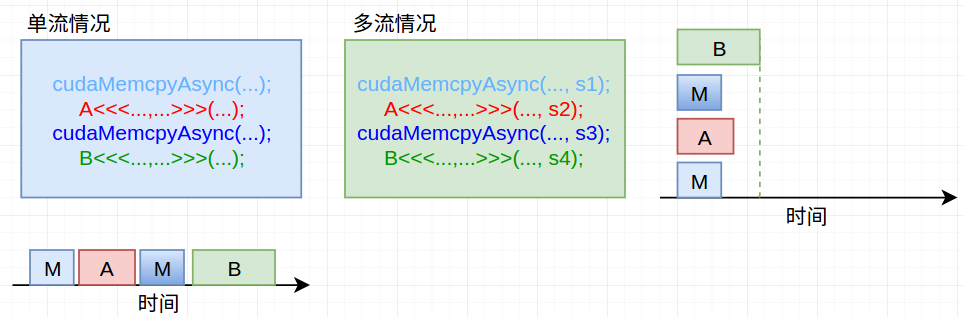 单流情况
cudaMemcpyAsync(...);
A<<<...,...>>>(...);
cudaMemcpyAsync(...);
B<<<...,...>>>(...);
多流情况
cudaMemcpyAsync(..., s1);
A<<<...,...>>>(..., s2);
cudaMemcpyAsync(..., s3);
B<<<...,...>>>(..., s4);
B
M
A
M
时间
M A M B
时间